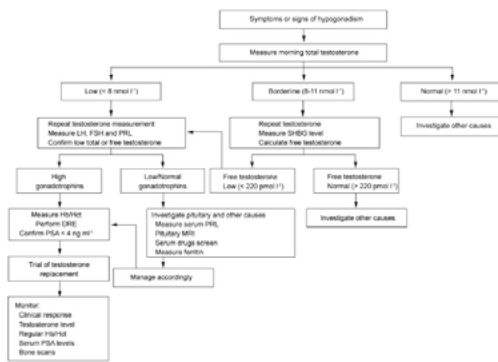 Symptoms or signs of hypogonadism
Measure morning total testosterone
Low (< 8 nmol l⁻¹)
Borderline (8-11 nmol l⁻¹)
Normal (> 11 nmol l⁻¹)
Repeat testosterone measurement
Measure LH, FSH and PRL
Confirm low total or free testosterone
Repeat testosterone
Measure SHBG level
Calculate free testosterone
Investigate other causes
High
gonadotrophins
Low/Normal
gonadotrophins
Free testosterone
Low (< 220 pmol l⁻¹)
Free testosterone
Normal (> 220 pmol l⁻¹)
Measure Hb/Hct
Perform DRE
Confirm PSA < 4 ng ml⁻¹
Investigate pituitary and other causes
Measure serum PRL
Pituitary MRI
Serum drugs screen
Measure ferritin
Investigate other causes
Trial of testosterone
replacement
Manage accordingly
Monitor:
Clinical response
Testosterone level
Regular Hb/Hct
Serum PSA levels
Bone scans